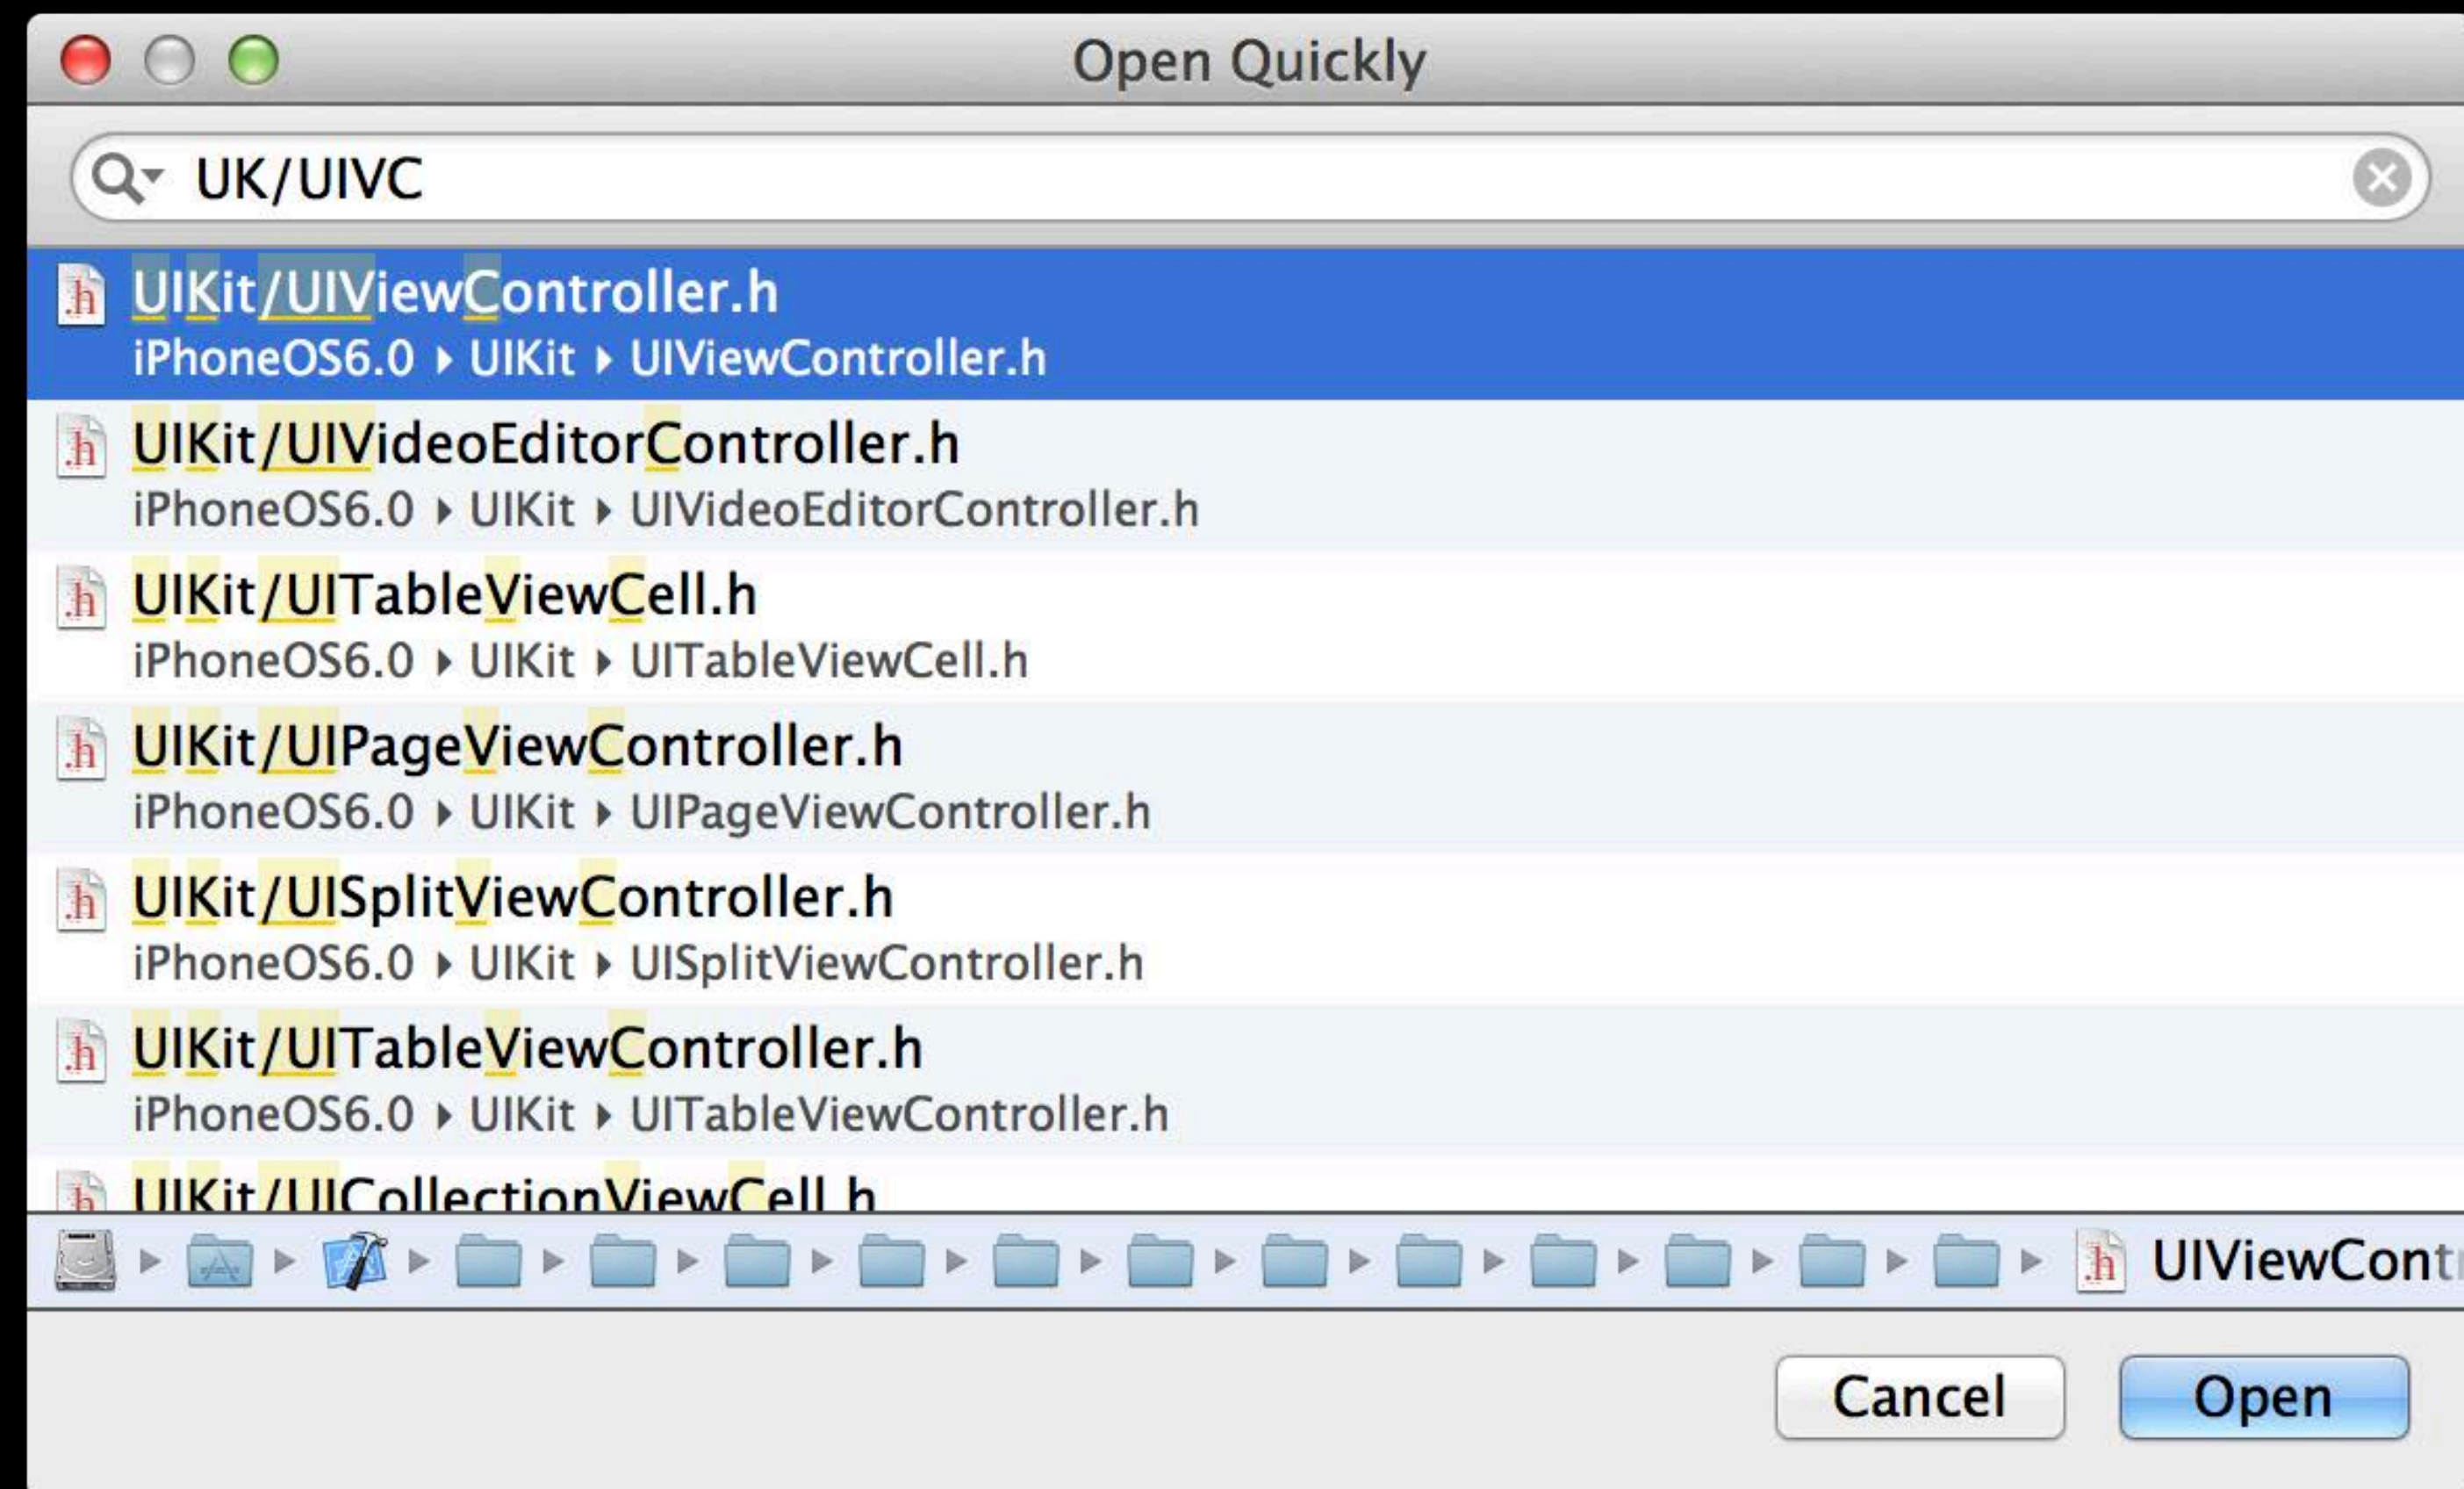 Open Quickly
UK/UIVC
UIKit/UIViewController.h
iPhoneOS6.0 ▸ UIKit ▸ UIViewController.h
UIKit/UIVideoEditorController.h
iPhoneOS6.0 ▸ UIKit ▸ UIVideoEditorController.h
UIKit/UITableViewCell.h
iPhoneOS6.0 ▸ UIKit ▸ UITableViewCell.h
UIKit/UIPageViewController.h
iPhoneOS6.0 ▸ UIKit ▸ UIPageViewController.h
UIKit/UISplitViewController.h
iPhoneOS6.0 ▸ UIKit ▸ UISplitViewController.h
UIKit/UITableViewController.h
iPhoneOS6.0 ▸ UIKit ▸ UITableViewController.h
UIKit/UICollectionViewCell.h
UIViewCont
Cancel Open